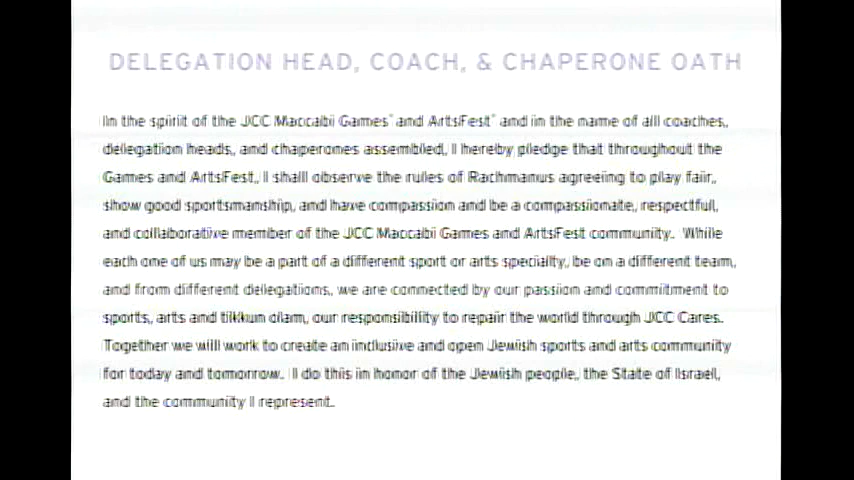 DELEGATION HEAD, COACH, & CHAPERONE OATH
In the spirit of the JCC Maccabi Games® and ArtsFest® and in the name of all coaches,
delegation heads, and chaperones assembled, I hereby pledge that throughout the
Games and ArtsFest, I shall observe the rules of Rachmanus agreeing to play fair,
show good sportsmanship, and have compassion and be a compassionate, respectful,
and collaborative member of the JCC Maccabi Games and ArtsFest community. While
each one of us may be a part of a different sport or arts specialty, be on a different team,
and from different delegations, we are connected by our passion and commitment to
sports, arts and tikkun olam, our responsibility to repair the world through JCC Cares.
Together we will work to create an inclusive and open Jewish sports and arts community
for today and tomorrow. I do this in honor of the Jewish people, the State of Israel,
and the community I represent.